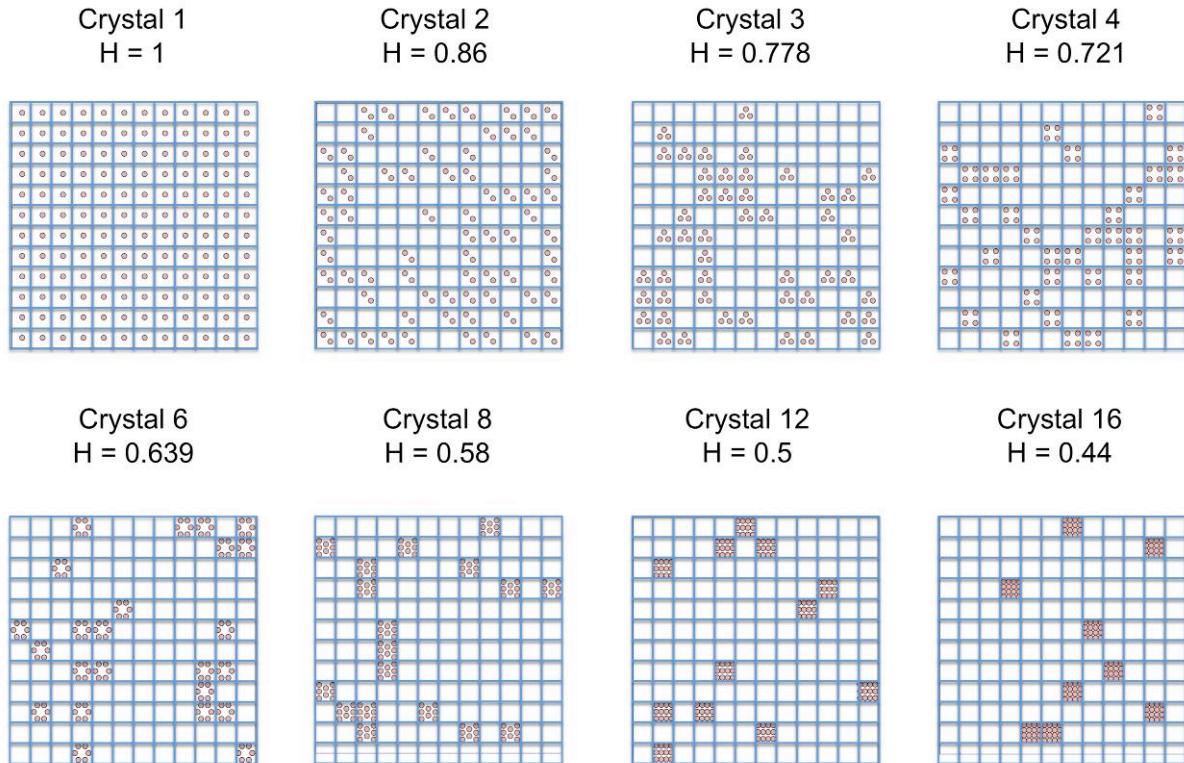 Crystal 1
H = 1
Crystal 2
H = 0.86
Crystal 3
H = 0.778
Crystal 4
H = 0.721
Crystal 6
H = 0.639
Crystal 8
H = 0.58
Crystal 12
H = 0.5
Crystal 16
H = 0.44